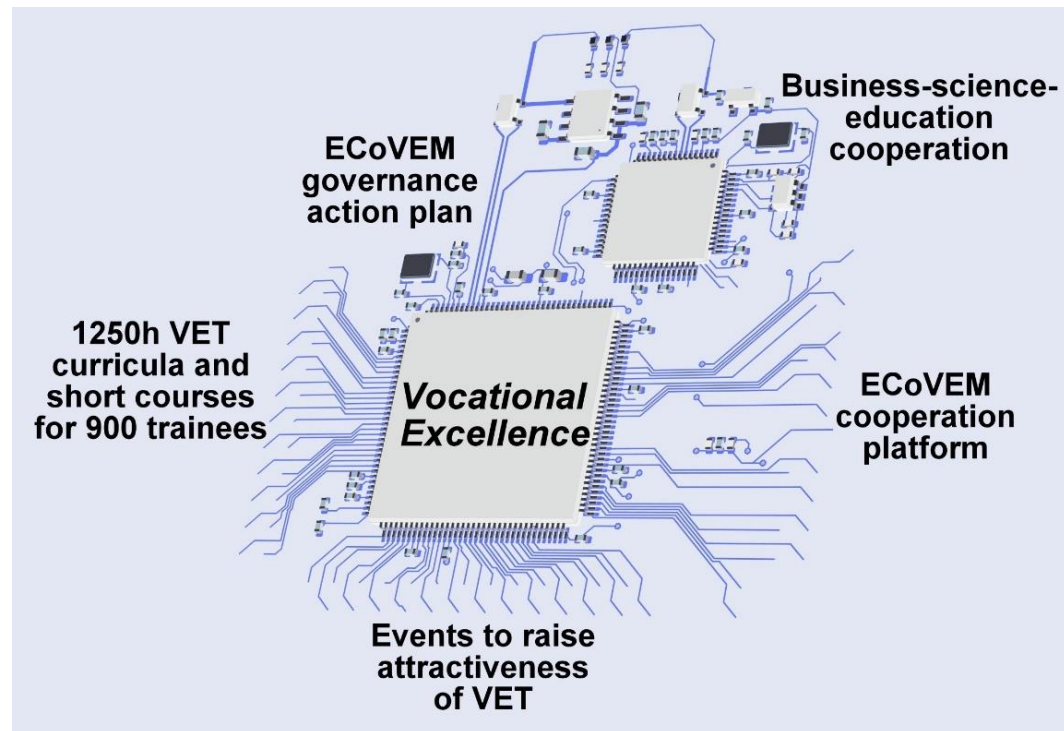 Business-science-
education
cooperation
ECoVEM
governance
action plan
1250h VET
curricula and
short courses
for 900 trainees
Vocational
Excellence
ECoVEM
cooperation
platform
Events to raise
attractiveness
of VET